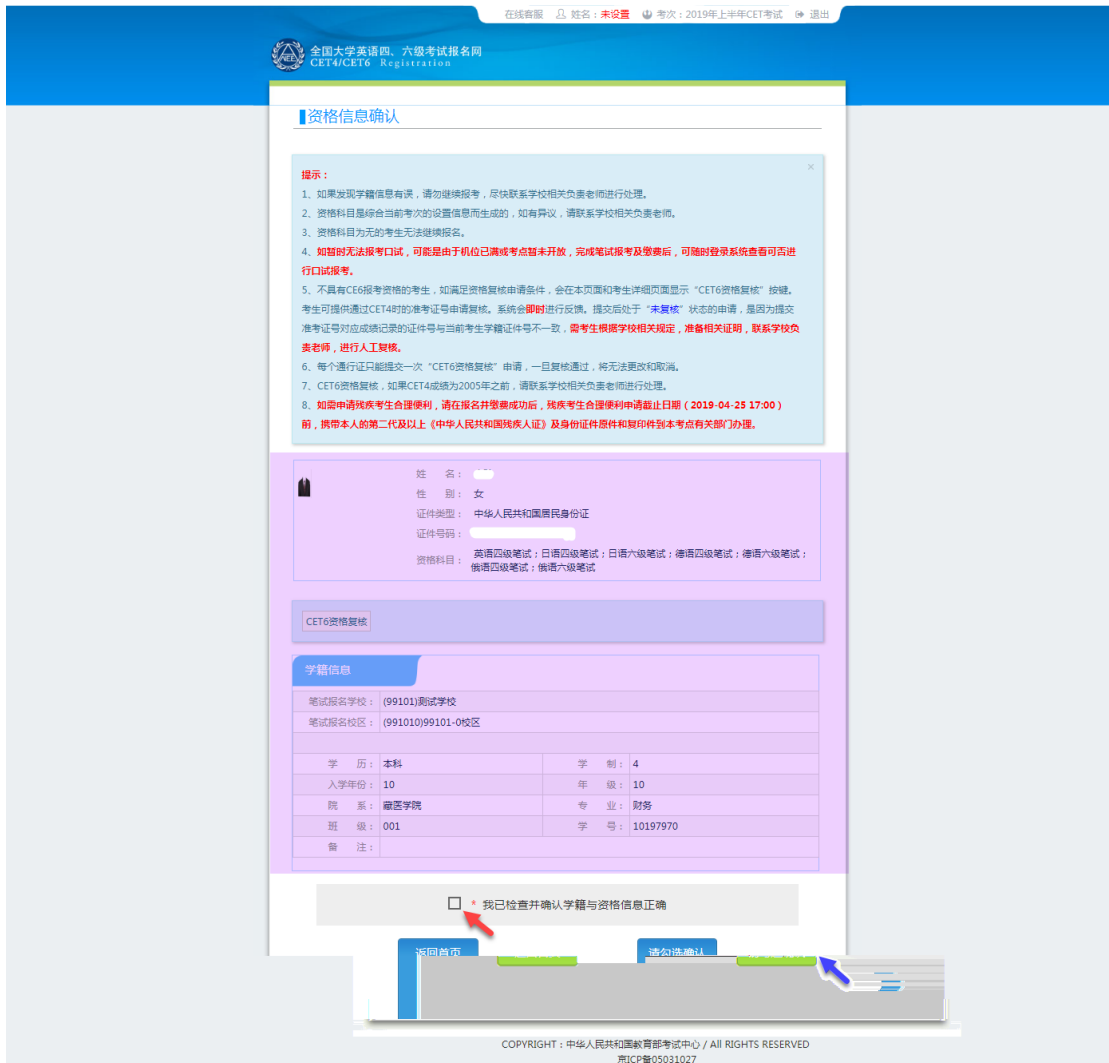 在线客服 姓名：未设置 考次：2019年上半年CET考试 退出
全国大学英语四、六级考试报名网
CET4/CET6 Registration
资格信息确认
提示：
1、如果发现学籍信息有误，请勿继续报考，尽快联系学校相关负责老师进行处理。
2、资格科目是综合当前考次的设置信息而生成的，如有异议，请联系学校相关负责老师。
3、资格科目为无的考生无法继续报名。
4、如暂时无法报考口试，可能是由于机位已满或考点暂未开放，完成笔试报考及缴费后，可随时登录系统查看可否进
行口试报考。
5、不具有CE6报考资格的考生，如满足资格复核申请条件，会在本页面和考生详细页面显示“CET6资格复核”按键。
考生可提供通过CET4时的准考证号申请复核。系统会即时进行反馈。提交后处于“未复核”状态的申请，是因为提交
准考证号对应成绩记录的证件号与当前考生学籍证件号不一致，需考生根据学校相关规定，准备相关证明，联系学校负
责老师，进行人工复核。
6、每个通行证只能提交一次“CET6资格复核”申请，一旦复核通过，将无法更改和取消。
7、CET6资格复核，如果CET4成绩为2005年之前，请联系学校相关负责老师进行处理。
8、如需申请残疾考生合理便利，请在报名并缴费成功后，残疾考生合理便利申请截止日期（2019-04-25 17:00）
前，携带本人的第二代及以上《中华人民共和国残疾人证》及身份证件原件和复印件到本考点有关部门办理。
姓 名：
性 别：女
证件类型：中华人民共和国居民身份证
证件号码：
资格科目：英语四级笔试；日语四级笔试；日语六级笔试；德语四级笔试；德语六级笔试；
俄语四级笔试；俄语六级笔试
CET6资格复核
学籍信息
笔试报名学校：(99101)测试学校
笔试报名校区：(991010)99101-0校区
学 历：本科 学 制：4
入学年份：10 年 级：10
院 系：藏医学院 专 业：财务
班 级：001 学 号：10197970
备 注：
* 我已检查并确认学籍与资格信息正确
返回首页 请勾选确认
COPYRIGHT：中华人民共和国教育部考试中心 / All RIGHTS RESERVED
京ICP备05031027